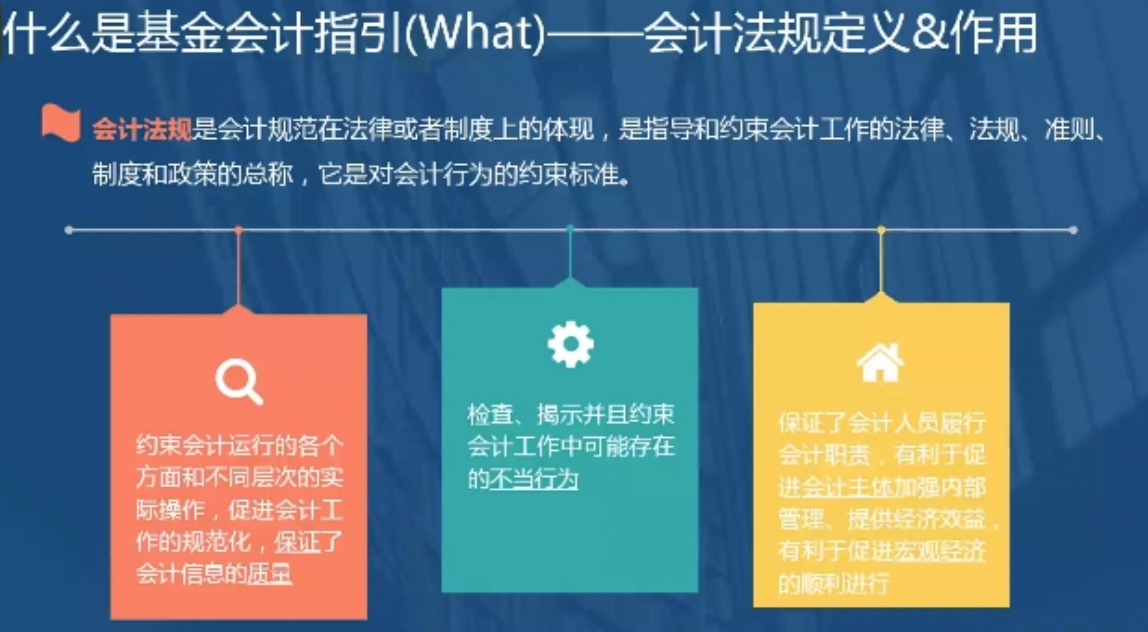 什么是基金会计指引(What)——会计法规定义&作用
会计法规是会计规范在法律或者制度上的体现，是指导和约束会计工作的法律、法规、准则、
制度和政策的总称，它是对会计行为的约束标准。
约束会计运行的各个
方面和不同层次的实
际操作，促进会计工
作的规范化，保证了
会计信息的质量
检查、揭示并且约束
会计工作中可能存在
的不当行为
保证了会计人员履行
会计职责，有利于促
进会计主体加强内部
管理、提供经济效益，
有利于促进宏观经济
的顺利进行